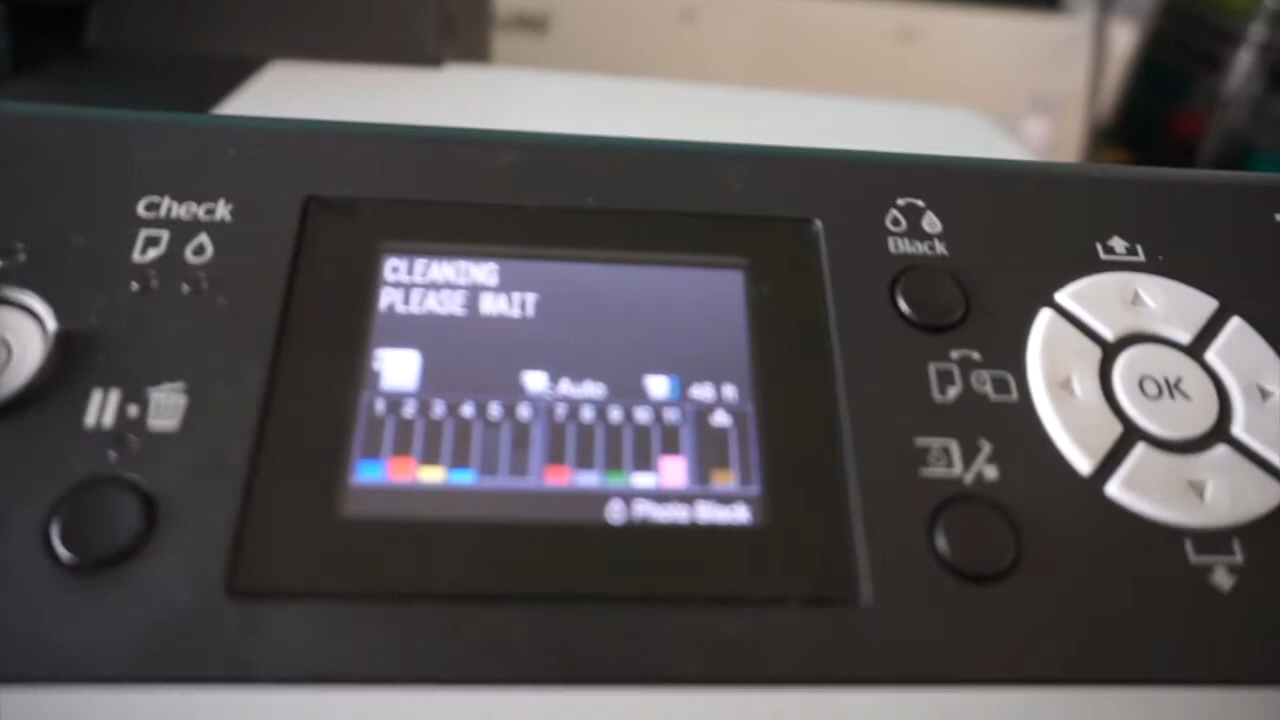 Check
Black
CLEANING
PLEASE WAIT
Auto
1 2 3 4 5 6 7 8 9 10 11
Photo Black
OK